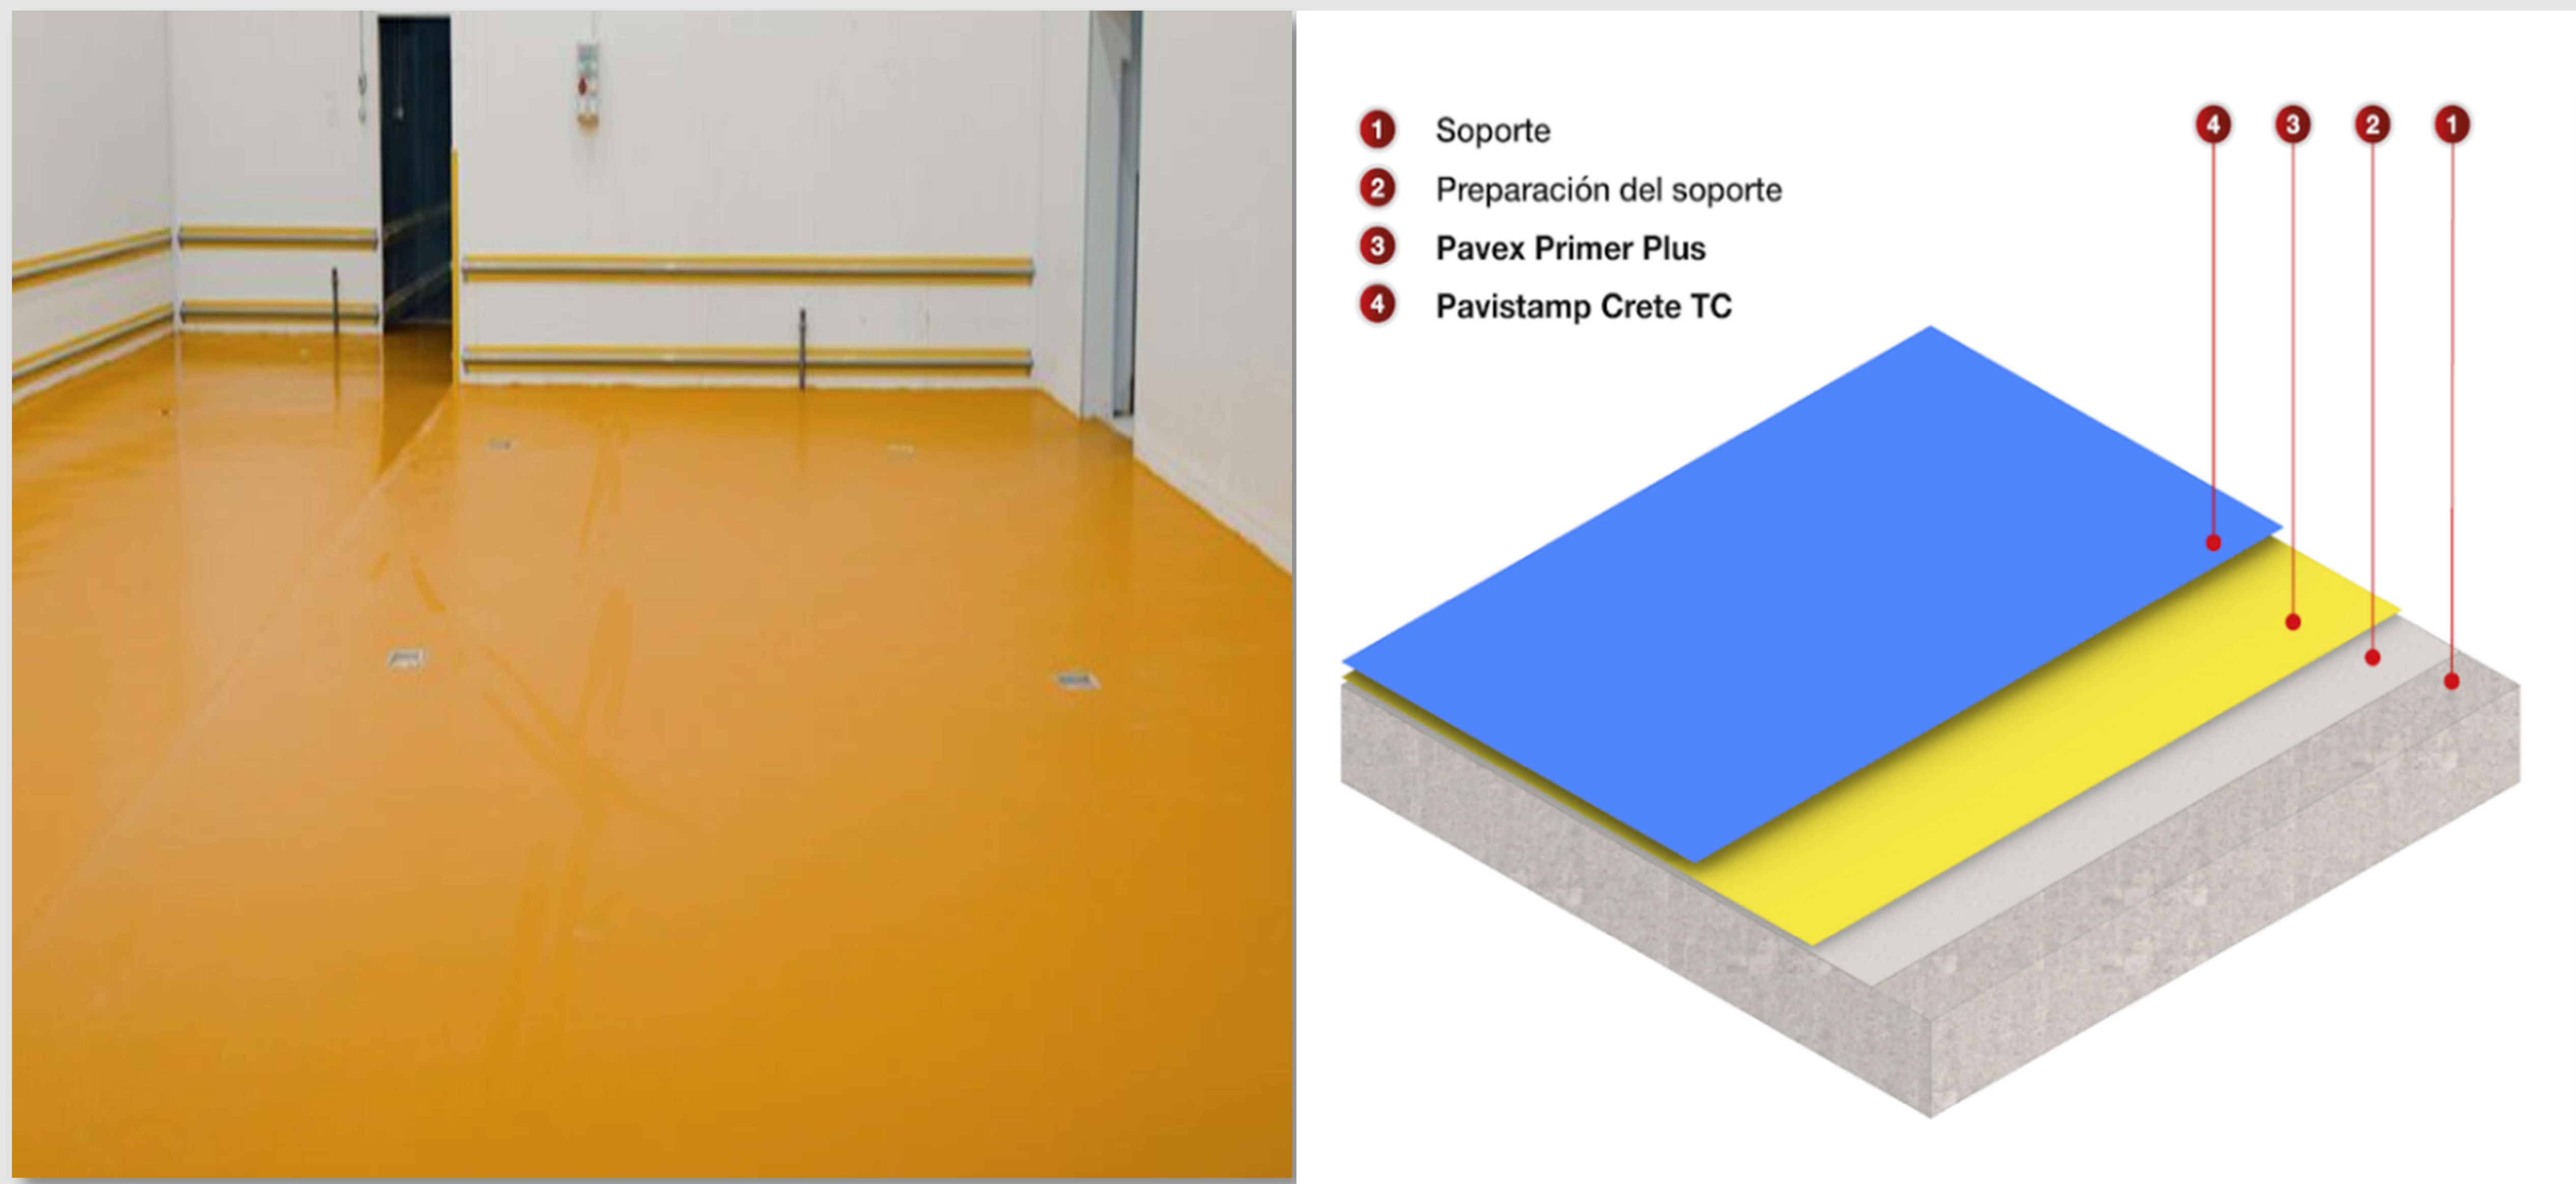 1 Soporte
2 Preparación del soporte
3 Pavex Primer Plus
4 Pavistamp Crete TC
4 3 2 1